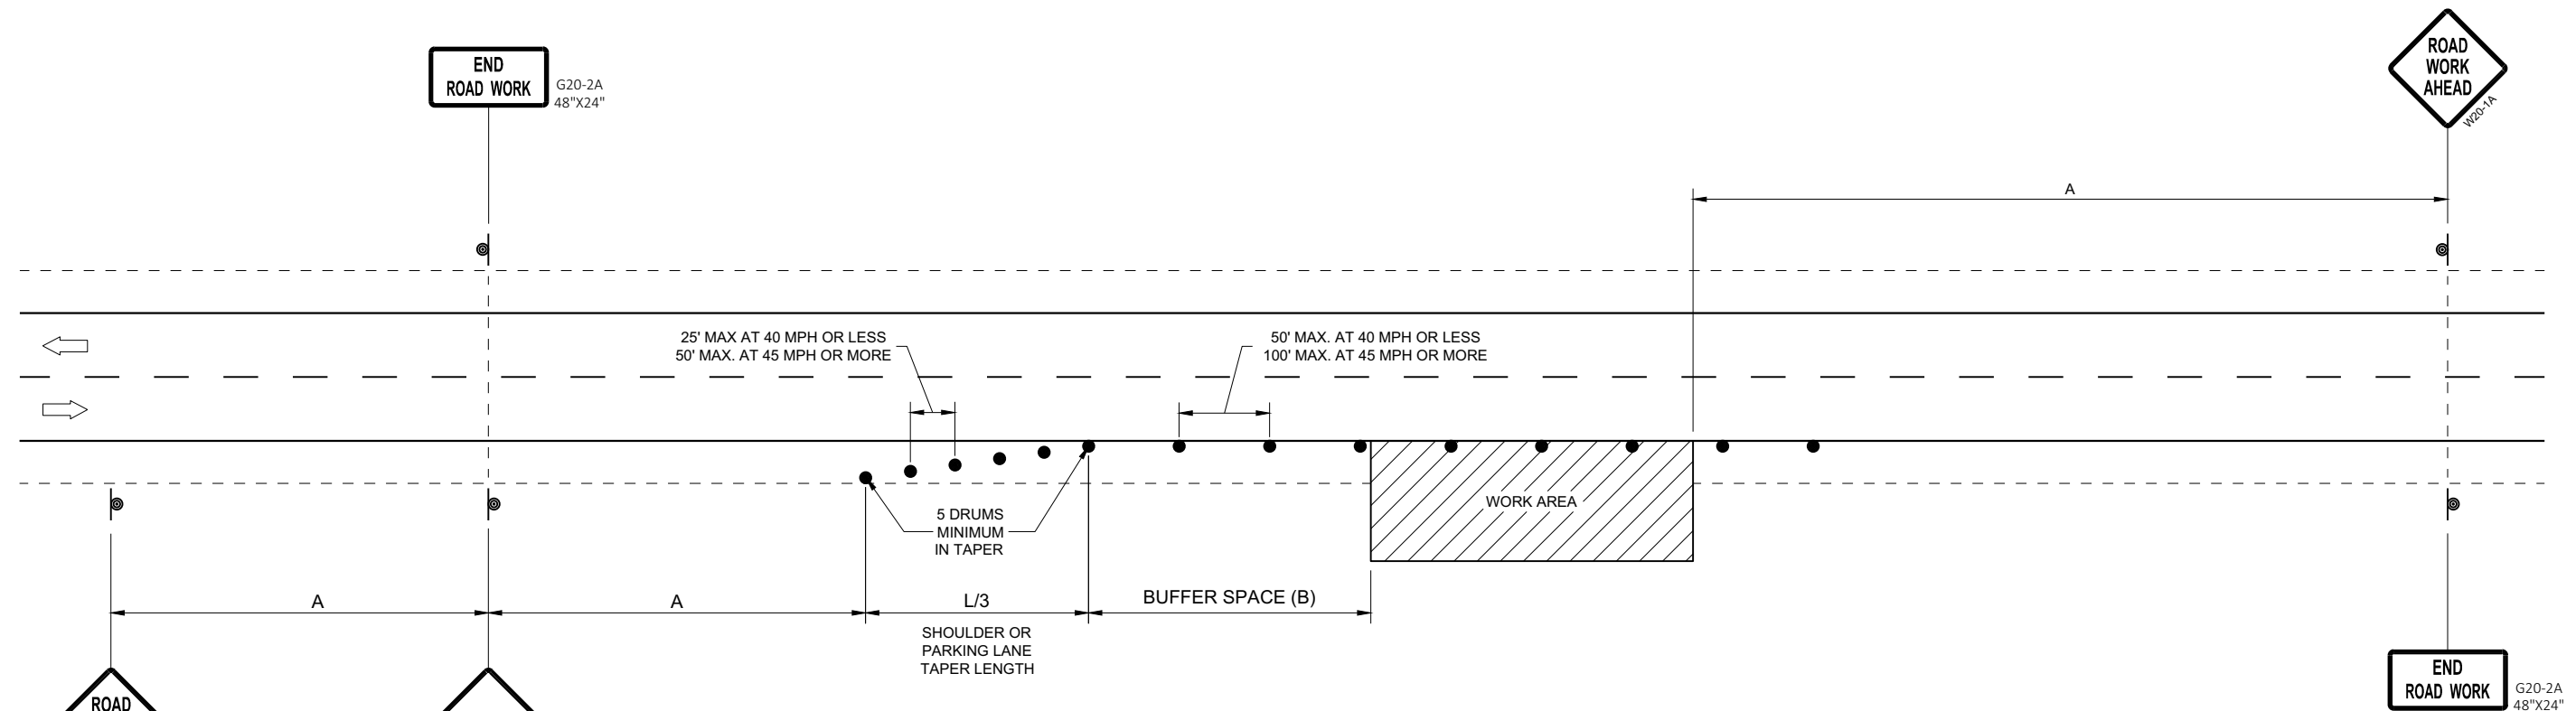 END
ROAD WORK
G20-2A
48"X24"
ROAD
WORK
AHEAD
W20-1A
A
25' MAX AT 40 MPH OR LESS
50' MAX. AT 45 MPH OR MORE
50' MAX. AT 40 MPH OR LESS
100' MAX. AT 45 MPH OR MORE
5 DRUMS
MINIMUM
IN TAPER
WORK AREA
A
A
L/3
BUFFER SPACE (B)
SHOULDER OR
PARKING LANE
TAPER LENGTH
ROAD
END
ROAD WORK
G20-2A
48"X24"